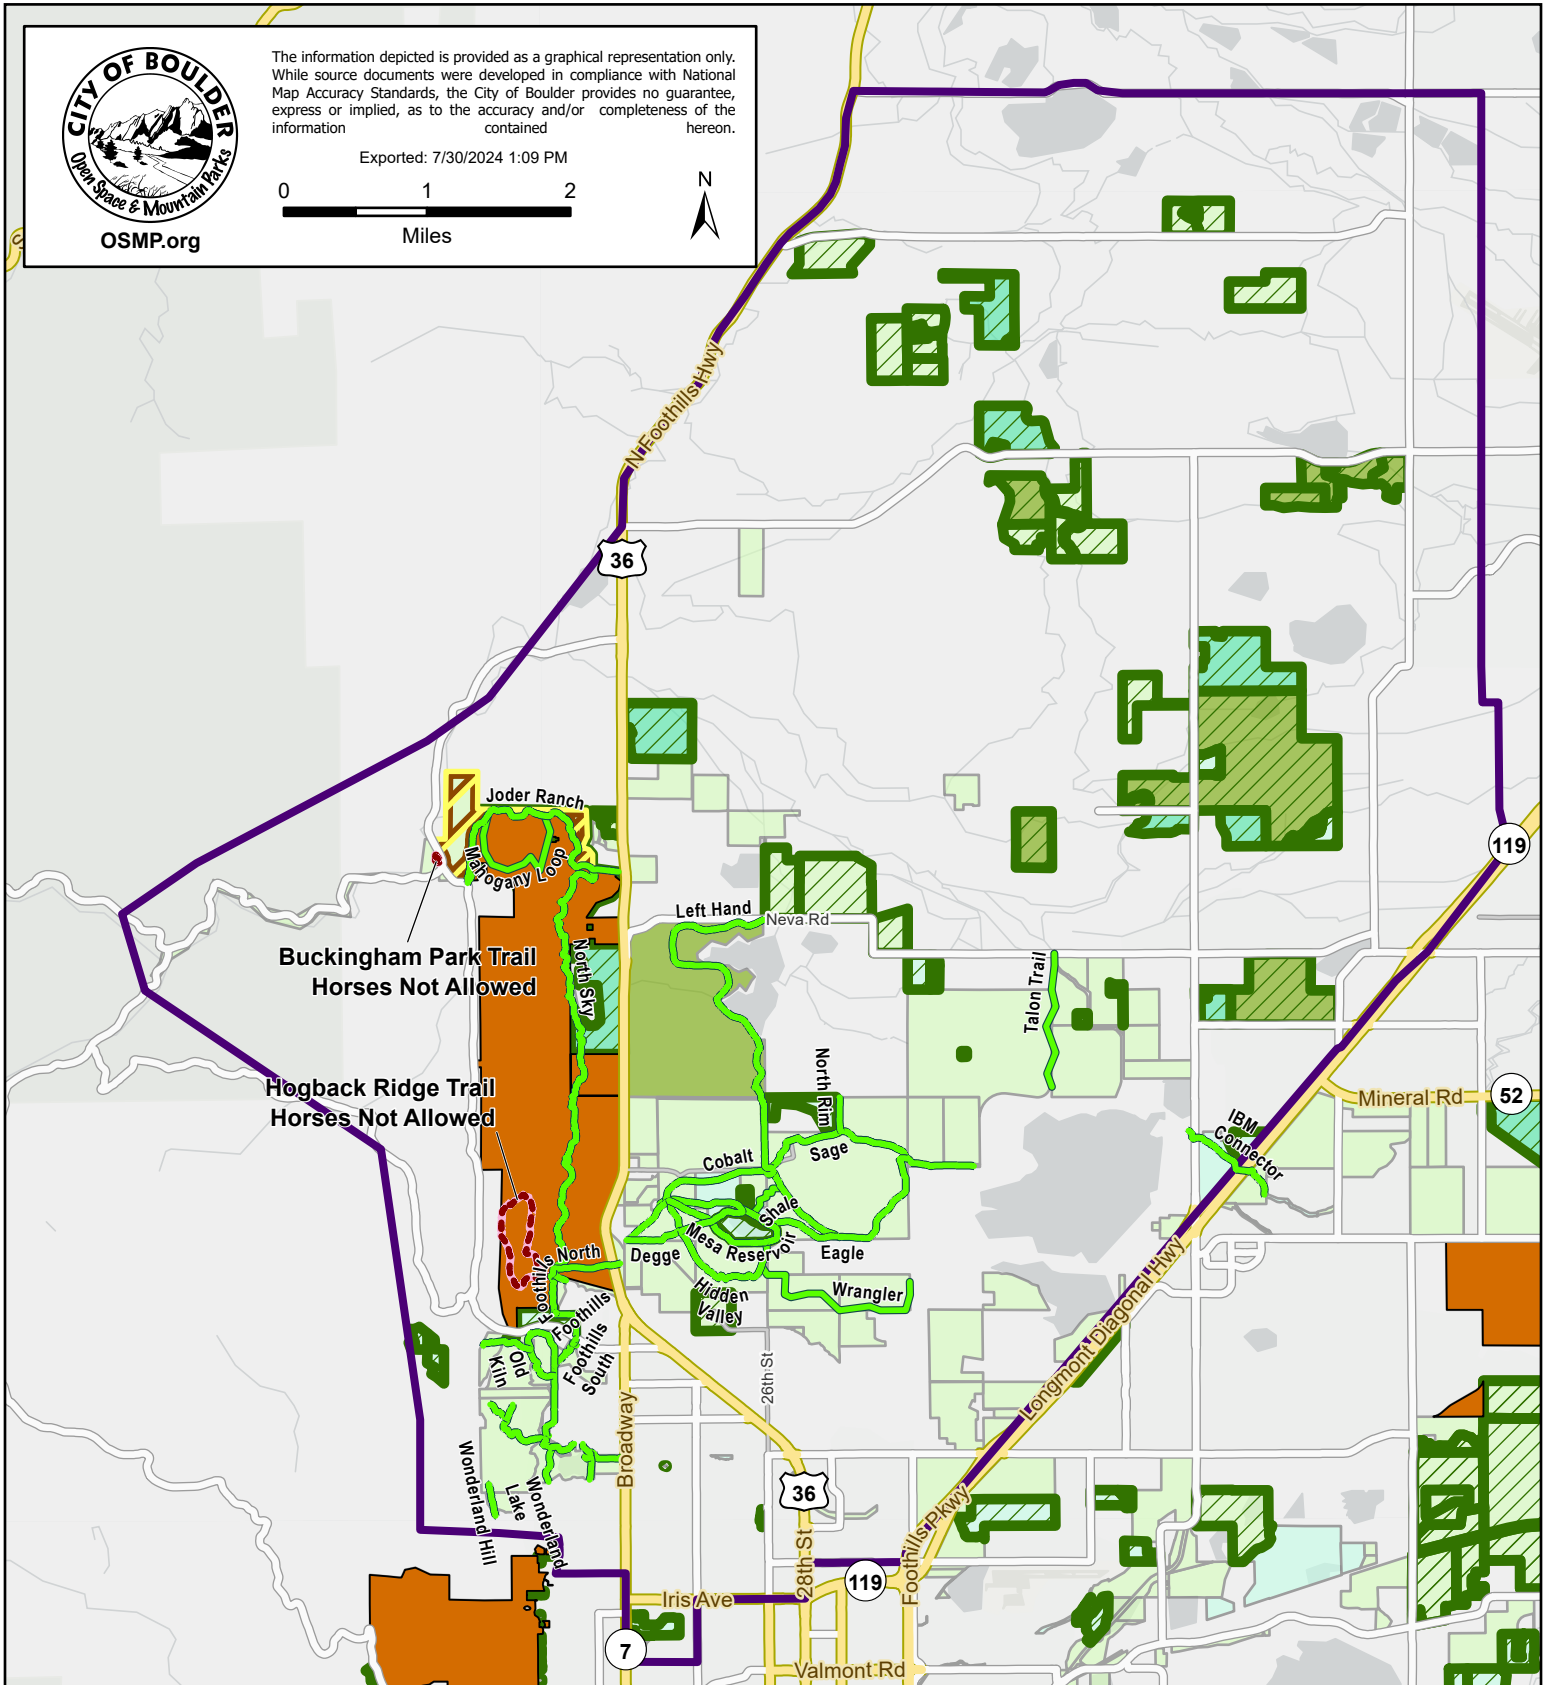 CITY OF BOULDER
Open Space & Mountain Parks
OSMP.org
The information depicted is provided as a graphical representation only.
While source documents were developed in compliance with National
Map Accuracy Standards, the City of Boulder provides no guarantee,
express or implied, as to the accuracy and/or completeness of the
information contained hereon.
Exported: 7/30/2024 1:09 PM
0 1 2
Miles
N
N Foothills Hwy
36
Joder Ranch
Mahogany Loop
119
Left Hand
Neva Rd
Buckingham Park Trail
Horses Not Allowed
North Sky
Talon Trail
Hogback Ridge Trail
Horses Not Allowed
North Rim
Mineral Rd
52
IBM
Connector
Cobalt
Sage
Shale
Mesa Reservoir
Degge
Eagle
Foothills North
Hidden
Valley
Wrangler
Foothills
Foothills
South
Old
Kiln
Longmont Diagonal Hwy
26th St
Broadway
Wonderland Hill
Wonderland
Lake
36
28th St
Foothills Pkwy
119
Iris Ave
7
Valmont Rd